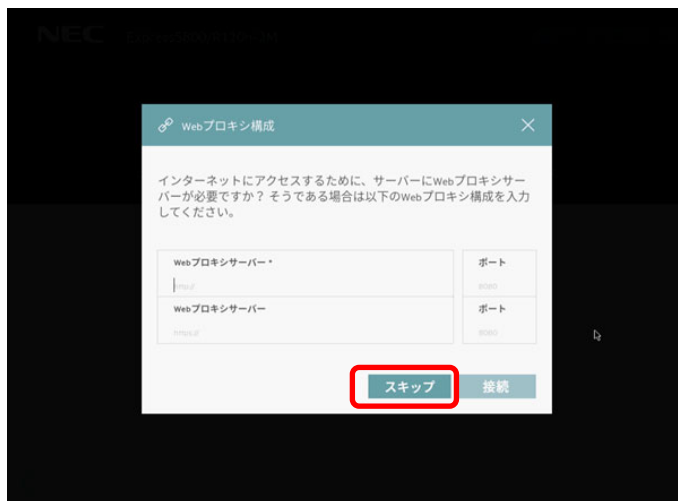 NEC
Webプロキシ構成
インターネットにアクセスするために、サーバーにWebプロキシサー
バーが必要ですか？ そうである場合は以下のWebプロキシ構成を入力
してください。
Webプロキシサーバー * ポート
8080
Webプロキシサーバー ポート
8080
スキップ 接続